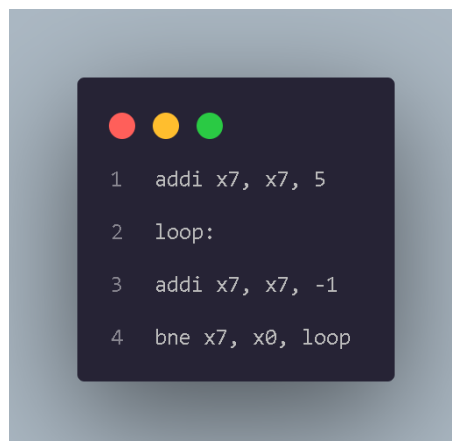 1 addi x7, x7, 5
2 loop:
3 addi x7, x7, -1
4 bne x7, x0, loop